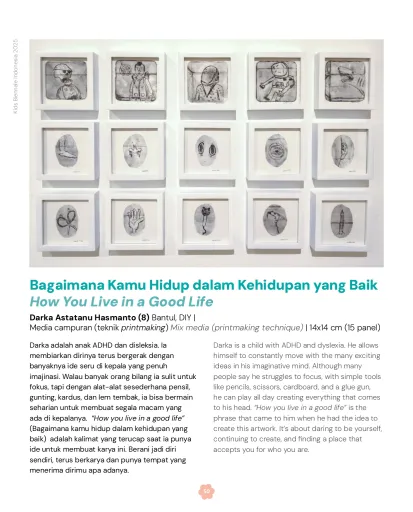 Kids Bermuse Indonesia 2025
Bagaimana Kamu Hidup dalam Kehidupan yang Baik
How You Live in a Good Life
Darka Astatanu Hasmanto (8) Bantul, DIY |
Media campuran (teknik printmaking) Mix media (printmaking technique) | 14x14 cm (15 panel)
Darka adalah anak ADHD dan disleksia. Ia
membiarkan dirinya terus bergerak dengan
banyaknya ide seru di kepala yang penuh
imajinasi. Walau banyak orang bilang ia sulit untuk
fokus, tapi dengan alat-alat sesederhana pensil,
gunting, kardus, dan lem tembak, ia bisa bermain
seharian untuk membuat segala macam yang
ada di kepalanya. "How you live in a good life"
(Bagaimana kamu hidup dalam kehidupan yang
baik) adalah kalimat yang terucap saat ia punya
ide untuk membuat karya ini. Berani jadi diri
sendiri, terus berkarya dan punya tempat yang
menerima dirimu apa adanya.
Darka is a child with ADHD and dyslexia. He allows
himself to constantly move with the many exciting
ideas in his imaginative mind. Although many
people say he struggles to focus, with simple tools
like pencils, scissors, cardboard, and a glue gun,
he can play all day creating everything that comes
to his head. "How you live in a good life" is the
phrase that came to him when he had the idea to
create this artwork. It's about daring to be yourself,
continuing to create, and finding a place that
accepts you for who you are.